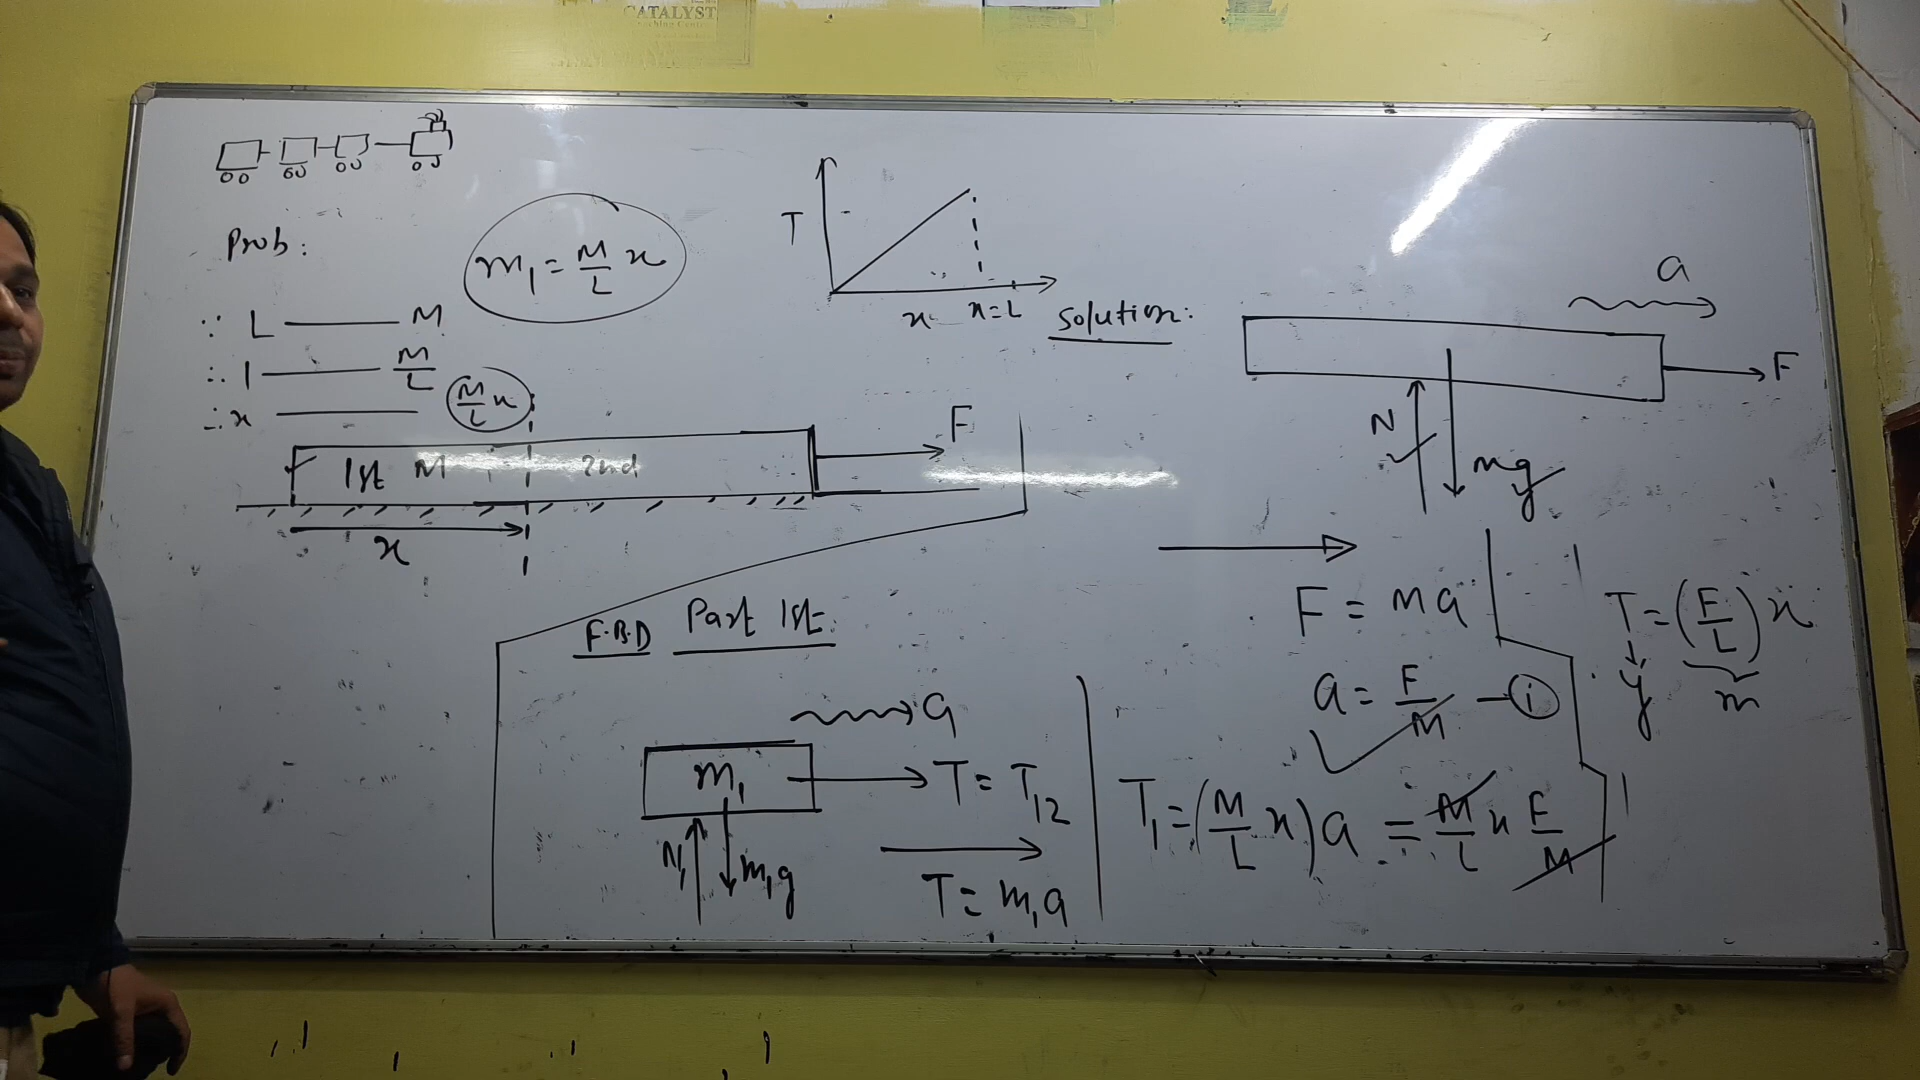 CATALYST
Prob:
m₁ = M/L x
T
x
x=L
∵ L — M
∴ 1 — M/L
∴ x — M/L x
1st M
2nd
F
x
Solution:
a
F
N
mg
F = Ma
a = F/M — (i)
T = (F/L) x
y
m
F.B.D Part 1st:
a
m₁
T = T₁₂
N₁
m₁g
T = m₁a
T₁ = (M/L x) a = M/L x F/M